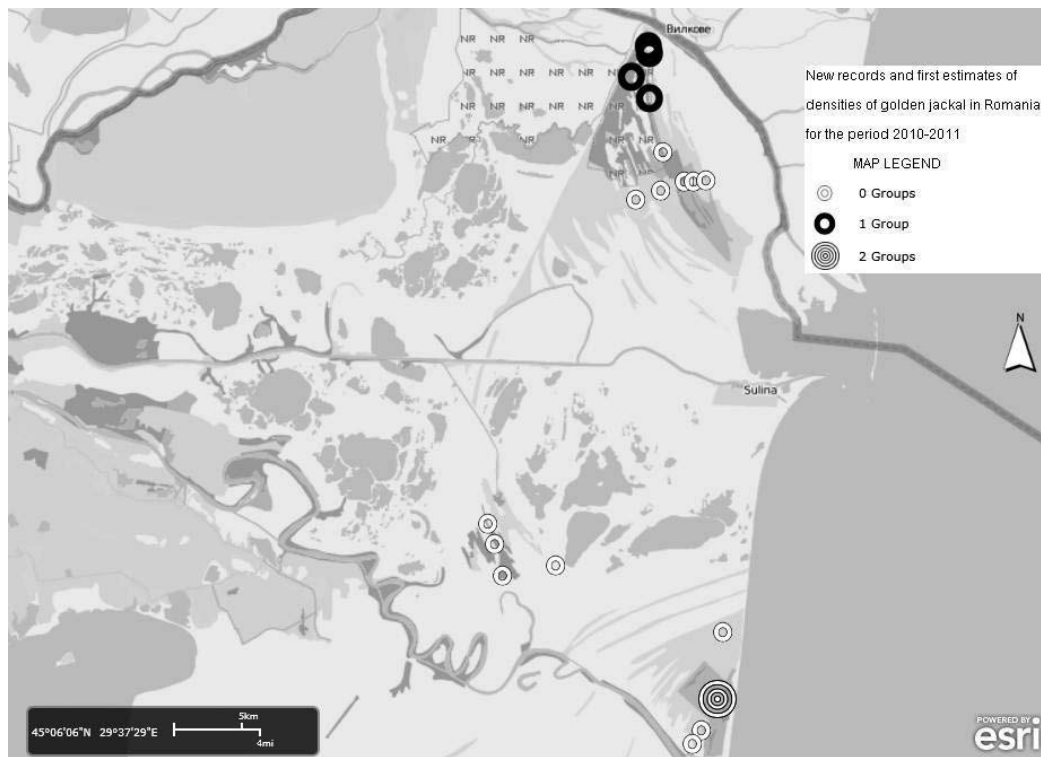 NR NR NR NR
Вилкове
NR NR NR NR NR NR NR
NR NR NR NR NR NR
NR NR NR NR NR
NR NR
New records and first estimates of
densities of golden jackal in Romania
for the period 2010-2011
MAP LEGEND
0 Groups
1 Group
2 Groups
N
Sulina
45°06'06"N 29°37'29"E
5km
4mi
POWERED BY
esri